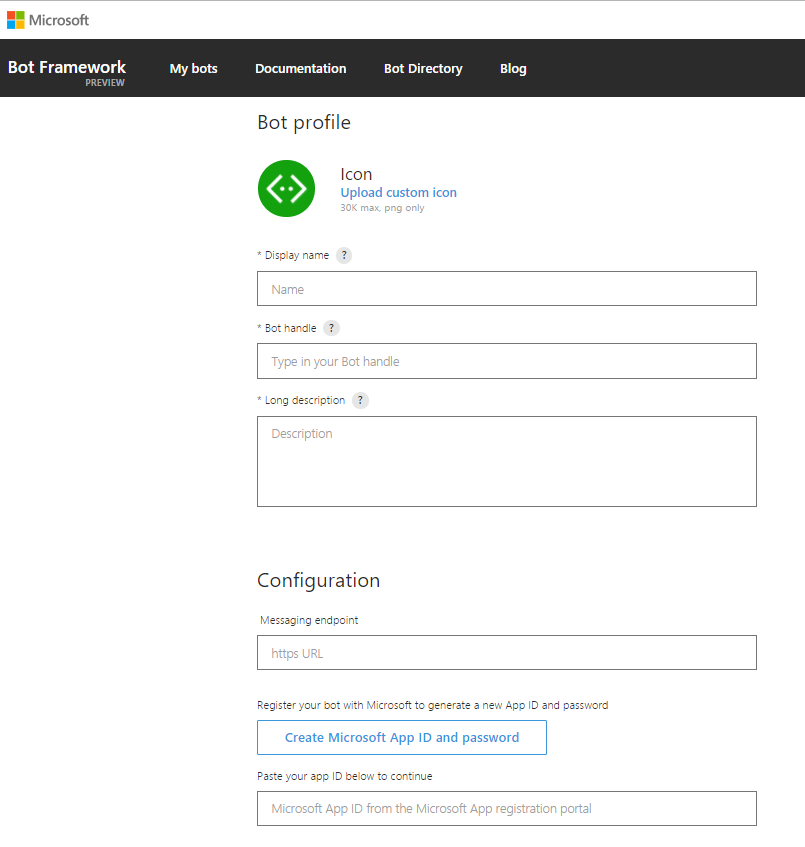 Microsoft
Bot Framework
PREVIEW
My bots
Documentation
Bot Directory
Blog
Bot profile
Icon
Upload custom icon
30K max, png only
* Display name ?
Name
* Bot handle ?
Type in your Bot handle
* Long description ?
Description
Configuration
Messaging endpoint
https URL
Register your bot with Microsoft to generate a new App ID and password
Create Microsoft App ID and password
Paste your app ID below to continue
Microsoft App ID from the Microsoft App registration portal